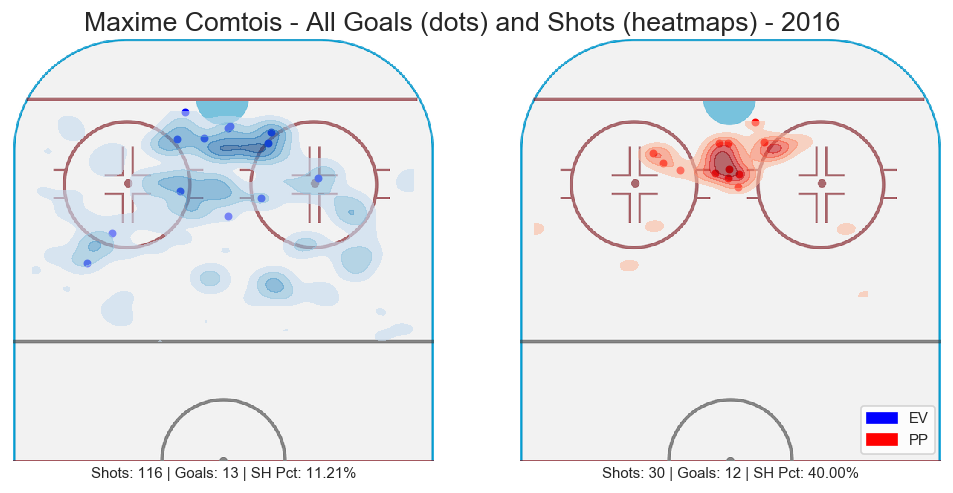 Maxime Comtois - All Goals (dots) and Shots (heatmaps) - 2016
EV
PP
Shots: 116 | Goals: 13 | SH Pct: 11.21%
Shots: 30 | Goals: 12 | SH Pct: 40.00%